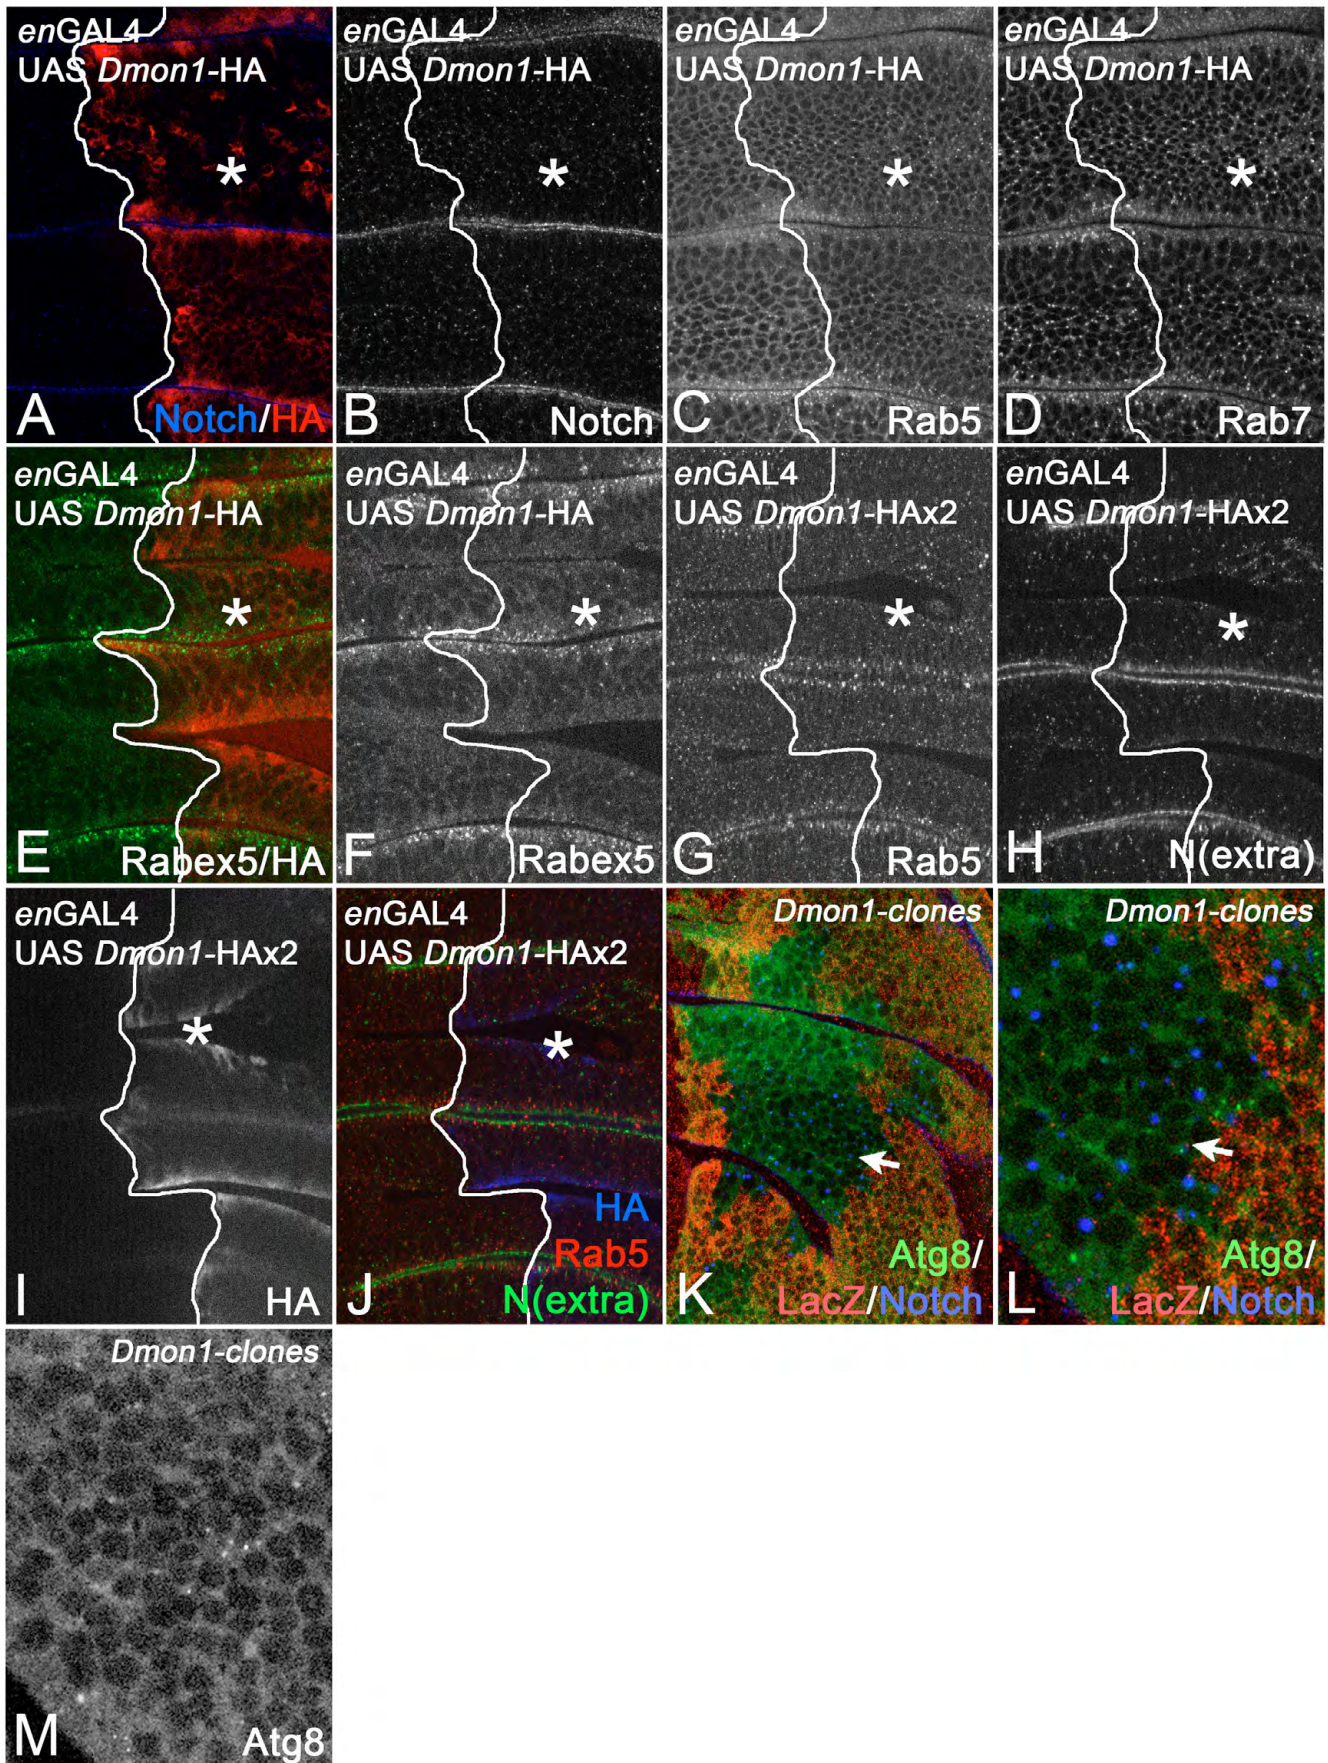 enGAL4
UAS Dmon1-HA
A
Notch/HA
enGAL4
UAS Dmon1-HA
B
Notch
enGAL4
UAS Dmon1-HA
C
Rab5
enGAL4
UAS Dmon1-HA
D
Rab7
enGAL4
UAS Dmon1-HA
E
Rabex5/HA
enGAL4
UAS Dmon1-HA
F
Rabex5
enGAL4
UAS Dmon1-HAx2
G
Rab5
enGAL4
UAS Dmon1-HAx2
H
N(extra)
enGAL4
UAS Dmon1-HAx2
I
HA
enGAL4
UAS Dmon1-HAx2
J
HA
Rab5
N(extra)
Dmon1-clones
K
Atg8/
LacZ/Notch
Dmon1-clones
L
Atg8/
LacZ/Notch
Dmon1-clones
M
Atg8